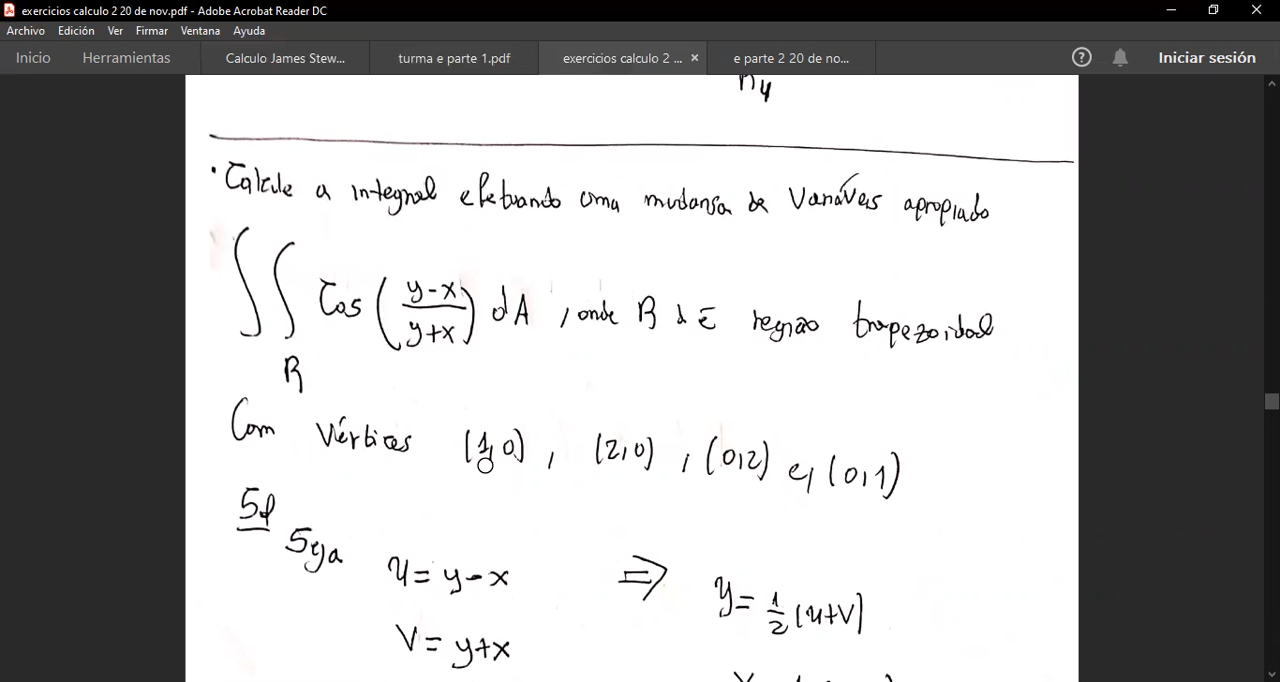 exercicios calculo 2 20 de nov.pdf - Adobe Acrobat Reader DC
Archivo Edición Ver Firmar Ventana Ayuda
Inicio Herramientas Calculo James Stew... turma e parte 1.pdf exercicios calculo 2 ... × e parte 2 20 de no... ? Iniciar sesión
n4
• Calcule a integral efetuando uma mudansa de Variáveis apropiado
∫∫R Cos((y-x)/(y+x)) dA , onde R é região trapezoidal
Com vértices (1,0) , (2,0) , (0,2) e, (0,1)
Sol
Seja u = y-x ⇒ y = 1/2 (u+v)
v = y+x